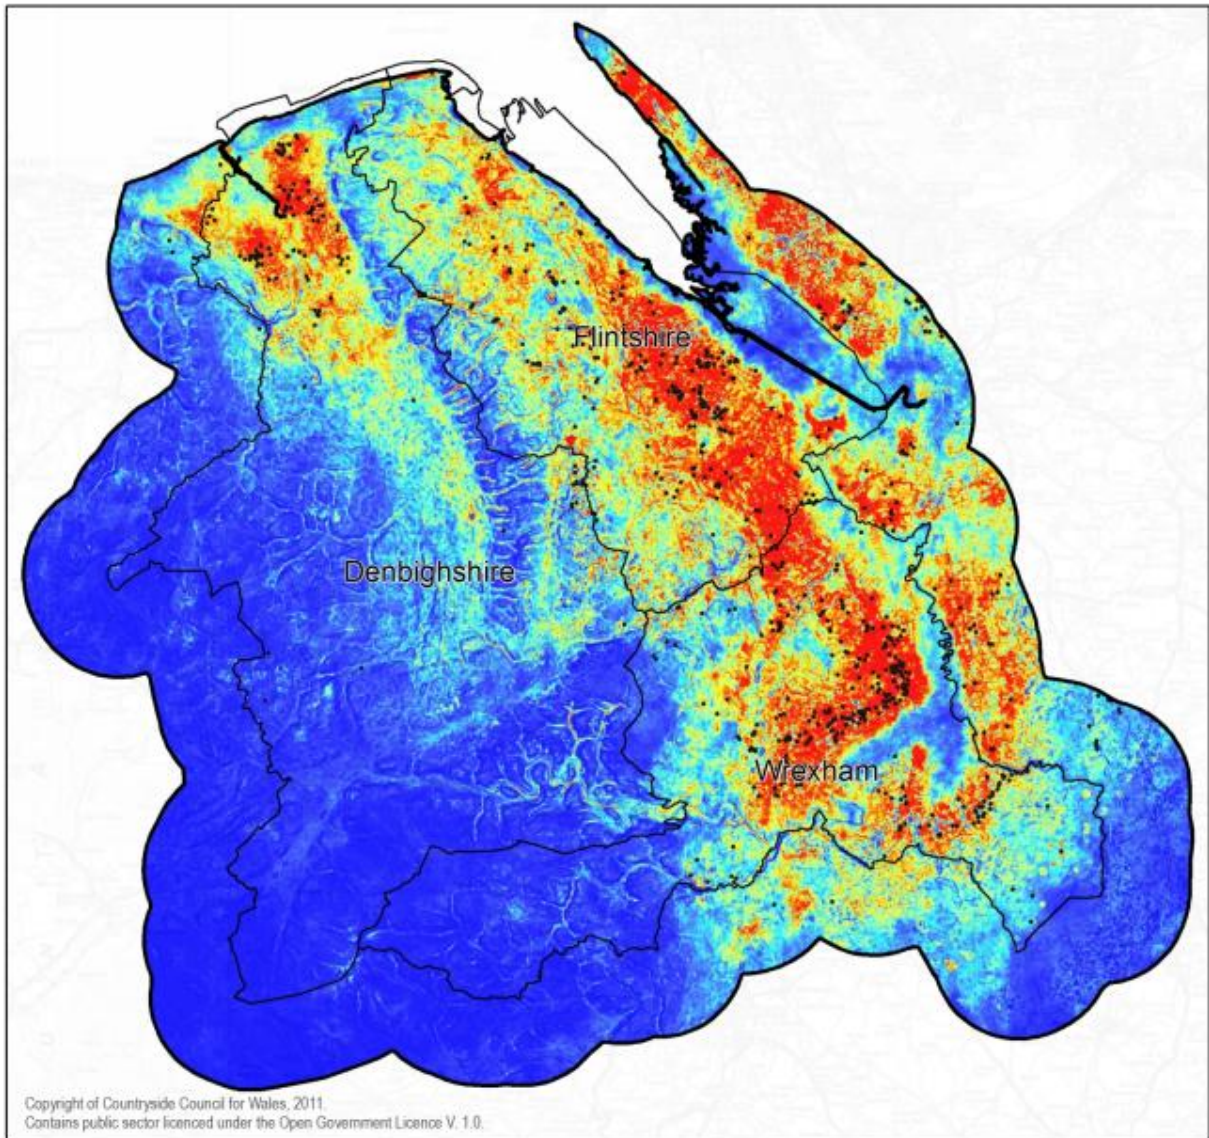 Flintshire
Denbighshire
Wrexham
Copyright of Countryside Council for Wales, 2011.
Contains public sector licenced under the Open Government Licence V. 1.0.